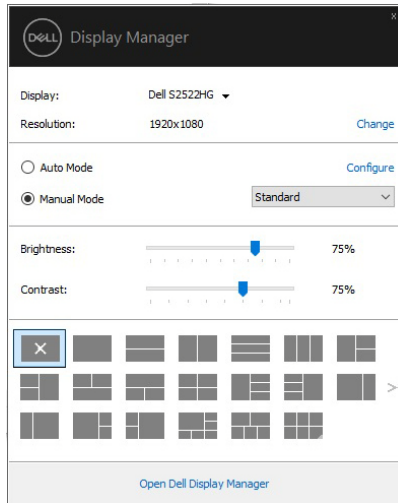 DELL Display Manager
x
Display: Dell S2522HG
Resolution: 1920x1080 Change
Auto Mode Configure
Manual Mode Standard
Brightness: 75%
Contrast: 75%
Open Dell Display Manager